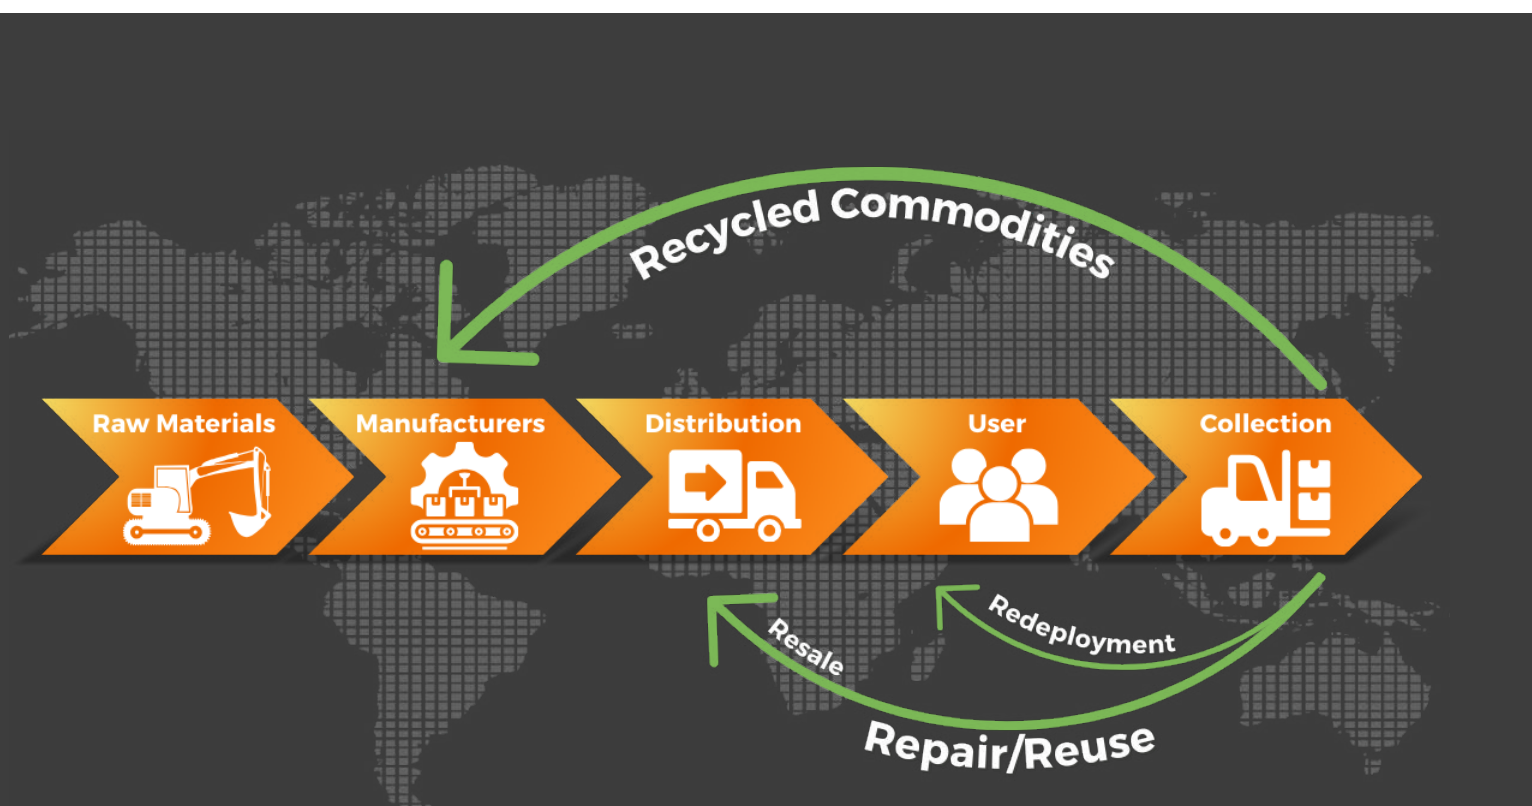 Recycled Commodities
Raw Materials
Manufacturers
Distribution
User
Collection
Redeployment
Resale
Repair/Reuse